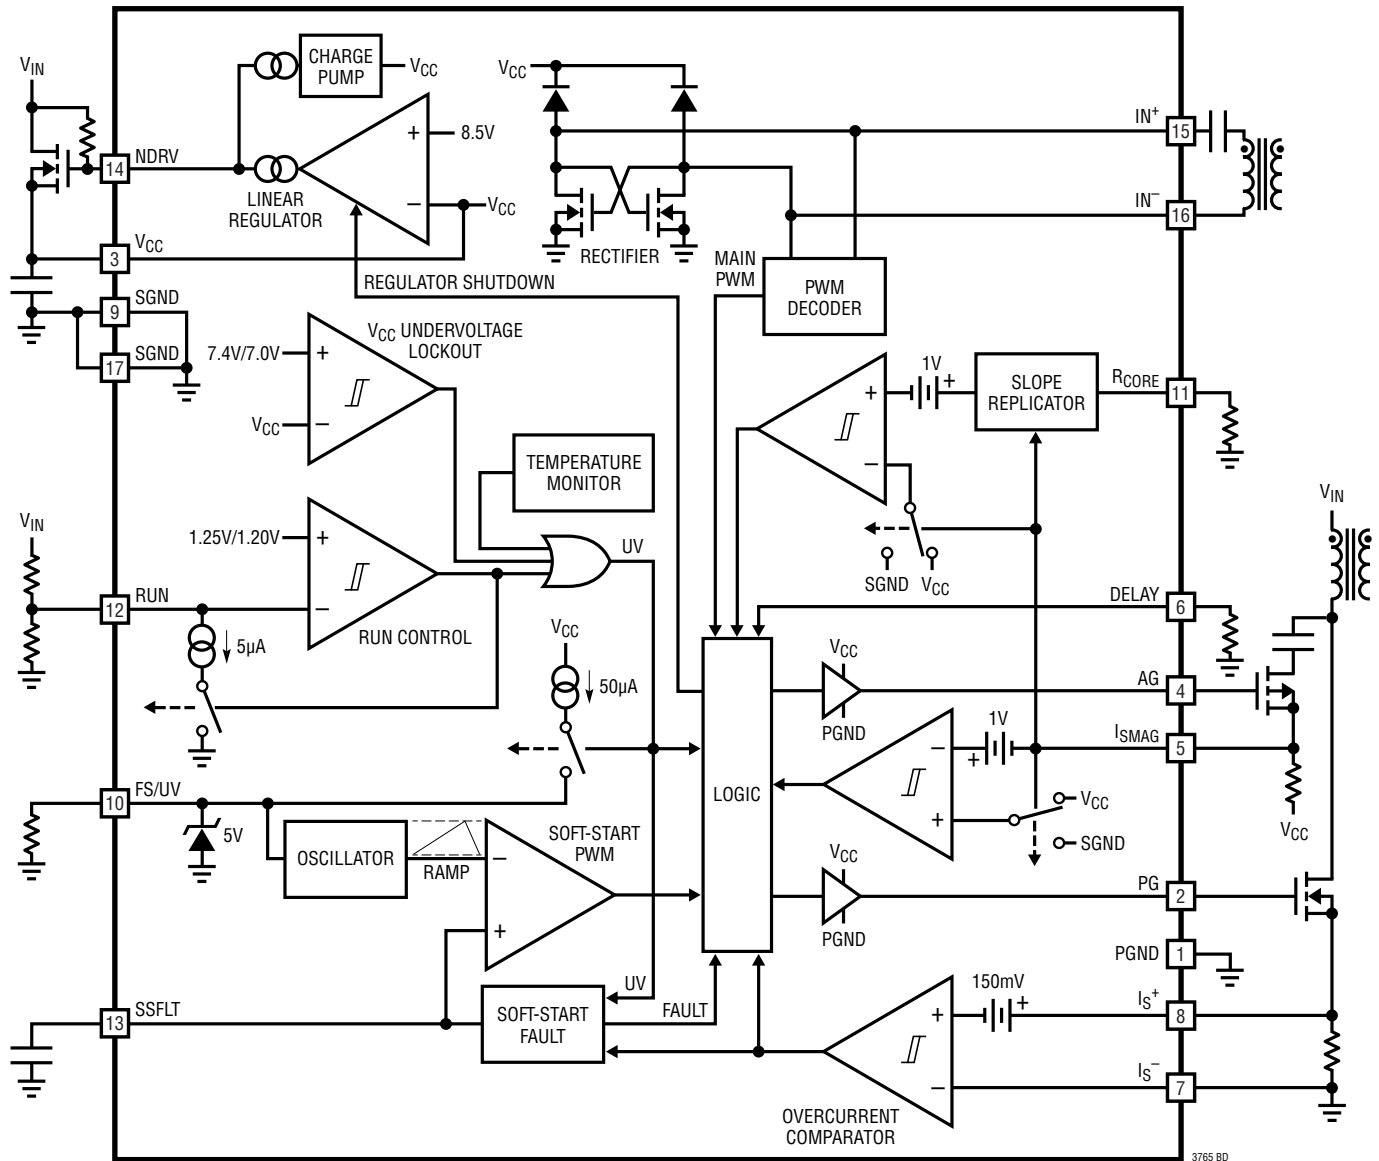 VIN
CHARGE
PUMP
VCC
VCC
+
8.5V
IN+
15
14
NDRV
LINEAR
REGULATOR
−
VCC
IN−
16
VCC
3
RECTIFIER
MAIN
PWM
REGULATOR SHUTDOWN
PWM
DECODER
SGND
9
SGND
17
VCC UNDERVOLTAGE
LOCKOUT
7.4V/7.0V
+
VCC
−
1V
+
+
SLOPE
REPLICATOR
RCORE
11
−
TEMPERATURE
MONITOR
VIN
VIN
1.25V/1.20V
+
UV
SGND
VCC
RUN
12
−
RUN CONTROL
DELAY
6
5µA
VCC
50µA
VCC
PGND
AG
4
1V
−
+
ISMAG
5
LOGIC
FS/UV
10
5V
OSCILLATOR
RAMP
SOFT-START
PWM
−
+
+
VCC
SGND
VCC
VCC
PGND
PG
2
PGND
1
UV
150mV
+
+
IS+
8
SSFLT
13
SOFT-START
FAULT
FAULT
−
IS−
7
OVERCURRENT
COMPARATOR
3765 BD